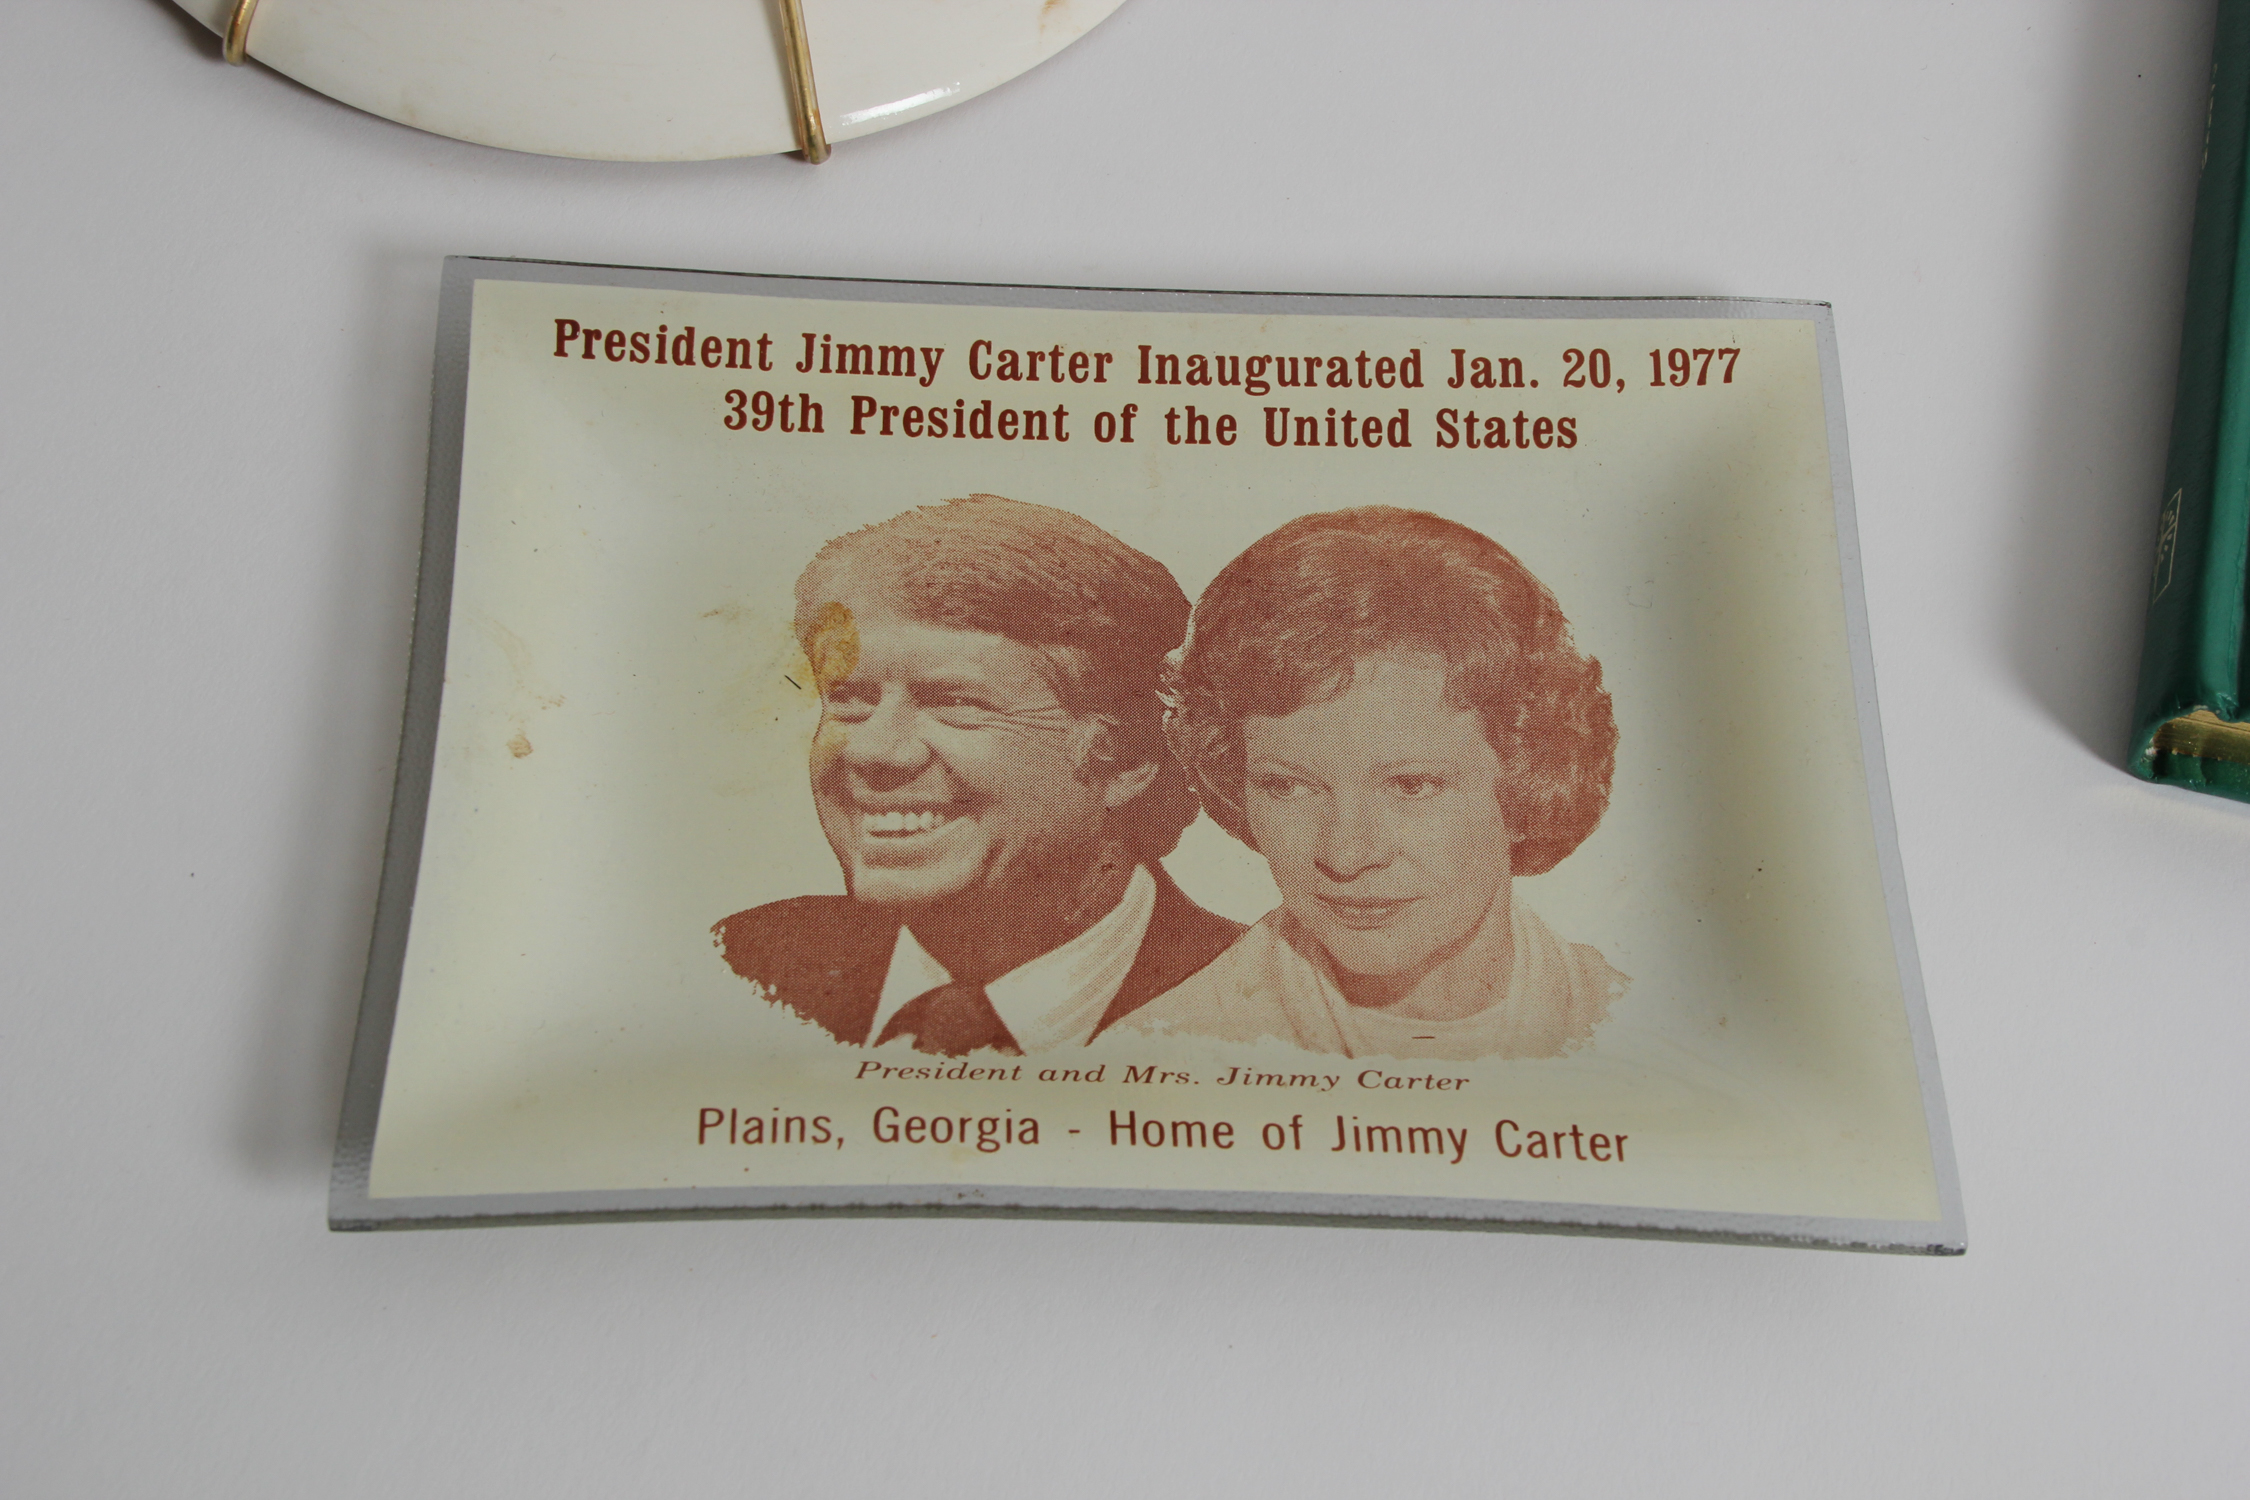 President Jimmy Carter Inaugurated Jan. 20, 1977
39th President of the United States
President and Mrs. Jimmy Carter
Plains, Georgia - Home of Jimmy Carter